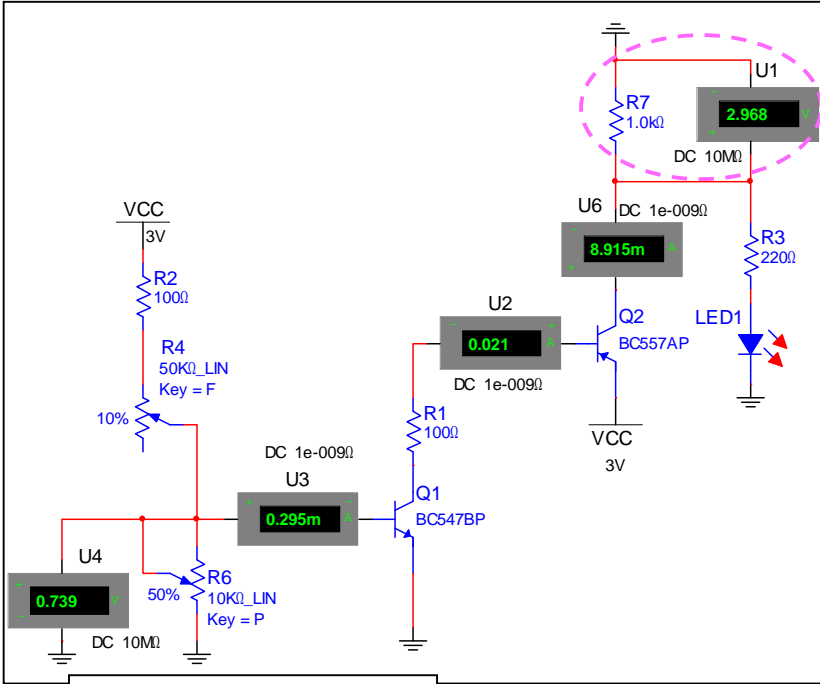 U1
R7
1.0kΩ
2.968 V
DC 10MΩ
U6
DC 1e-009Ω
8.915m A
R3
220Ω
VCC
3V
R2
100Ω
R4
50KΩ_LIN
Key = F
10%
U2
0.021 A
DC 1e-009Ω
Q2
BC557AP
LED1
R1
100Ω
VCC
3V
DC 1e-009Ω
U3
0.295m A
Q1
BC547BP
U4
0.739 V
DC 10MΩ
50%
R6
10KΩ_LIN
Key = P